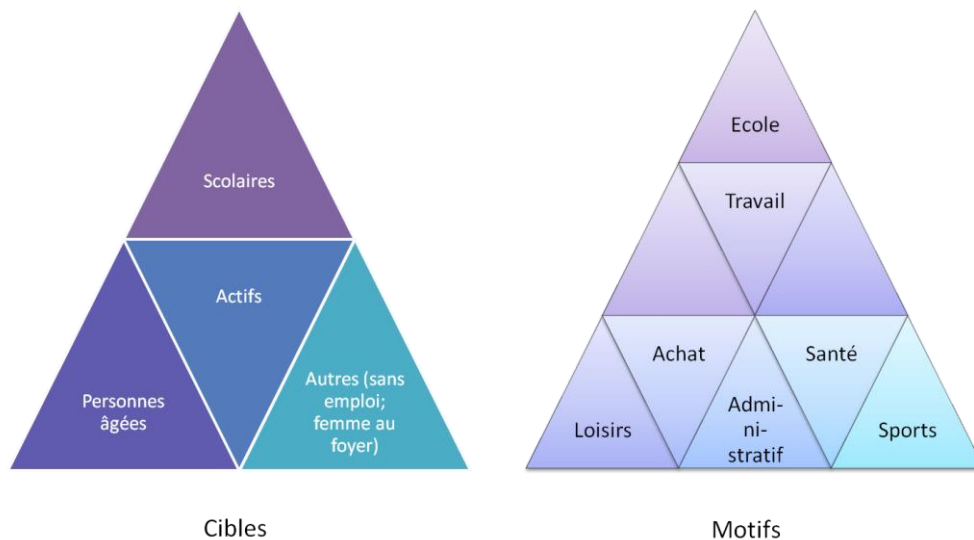 Scolaires
Actifs
Personnes
âgées
Autres (sans
emploi;
femme au
foyer)
Cibles
Ecole
Travail
Achat
Santé
Loisirs
Admi-
ni-
stratif
Sports
Motifs